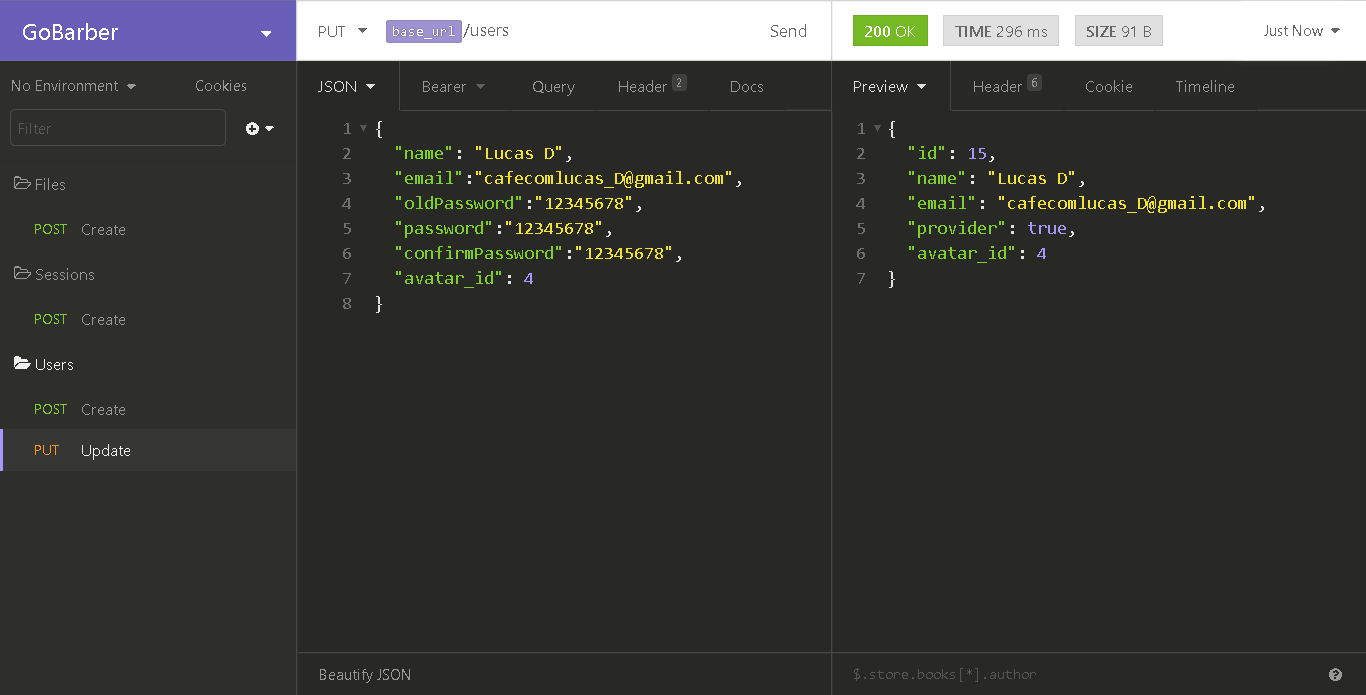 GoBarber
No Environment Cookies
Filter
Files
POST Create
Sessions
POST Create
Users
POST Create
PUT Update
PUT base_url/users Send
JSON Bearer Query Header 2 Docs
1 {
2 "name": "Lucas D",
3 "email":"cafecomlucas_D@gmail.com",
4 "oldPassword":"12345678",
5 "password":"12345678",
6 "confirmPassword":"12345678",
7 "avatar_id": 4
8 }
Beautify JSON
200 OK TIME 296 ms SIZE 91 B Just Now
Preview Header 6 Cookie Timeline
1 {
2 "id": 15,
3 "name": "Lucas D",
4 "email": "cafecomlucas_D@gmail.com",
5 "provider": true,
6 "avatar_id": 4
7 }
$.store.books[*].author